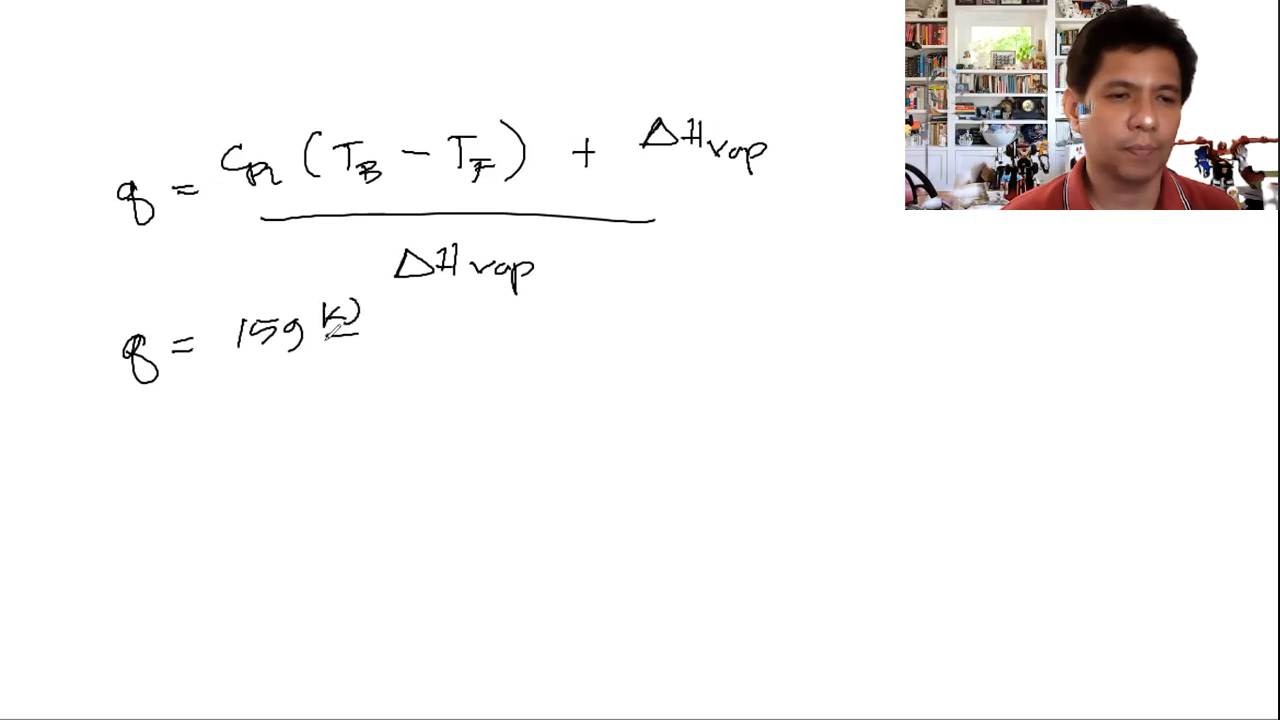 q = C_PL (T_B - T_F) + ΔH_vap
ΔH_vap
q = 159 kJ